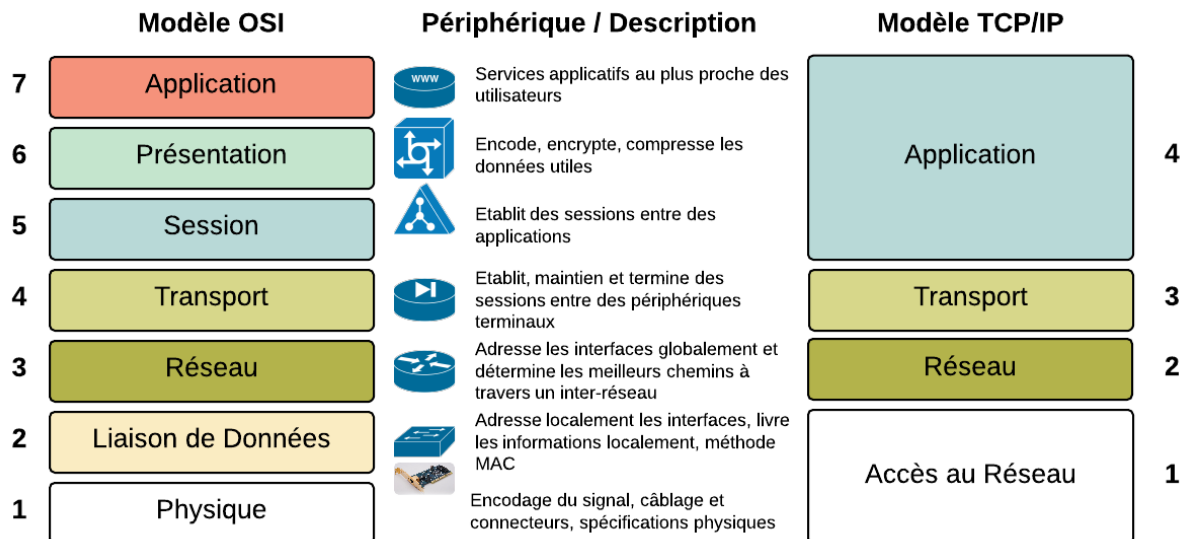 Modèle OSI
Périphérique / Description
Modèle TCP/IP
7
Application
www
Services applicatifs au plus proche des
utilisateurs
6
Présentation
Encode, encrypte, compresse les
données utiles
Application
4
5
Session
Etablit des sessions entre des
applications
4
Transport
Etablit, maintien et termine des
sessions entre des périphériques
terminaux
Transport
3
3
Réseau
Adresse les interfaces globalement et
détermine les meilleurs chemins à
travers un inter-réseau
Réseau
2
2
Liaison de Données
Adresse localement les interfaces, livre
les informations localement, méthode
MAC
Accès au Réseau
1
1
Physique
Encodage du signal, câblage et
connecteurs, spécifications physiques